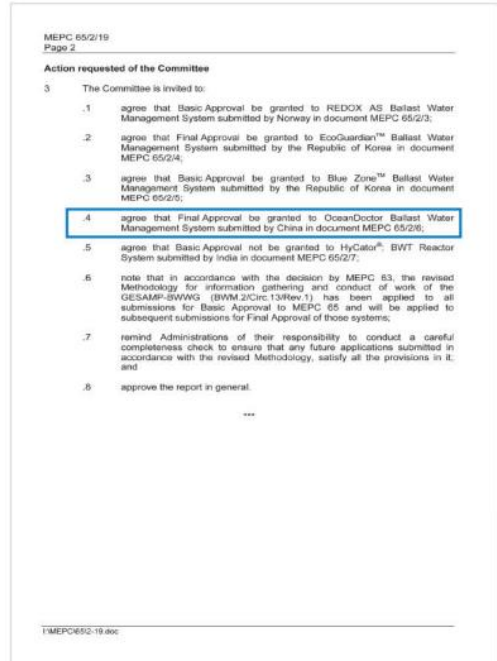 MEPC 65/2/19
Page 2
Action requested of the Committee
3 The Committee is invited to:
.1 agree that Basic Approval be granted to REDOX AS Ballast Water
Management System submitted by Norway in document MEPC 65/2/3;
.2 agree that Final Approval be granted to EcoGuardian™ Ballast Water
Management System submitted by the Republic of Korea in document
MEPC 65/2/4;
.3 agree that Basic Approval be granted to Blue Zone™ Ballast Water
Management System submitted by the Republic of Korea in document
MEPC 65/2/5;
.4 agree that Final Approval be granted to OceanDoctor Ballast Water
Management System submitted by China in document MEPC 65/2/6;
.5 agree that Basic Approval not be granted to HyCator®: BWT Reactor
System submitted by India in document MEPC 65/2/7;
.6 note that in accordance with the decision by MEPC 63, the revised
Methodology for information gathering and conduct of work of the
GESAMP-BWWG (BWM.2/Circ.13/Rev.1) has been applied to all
submissions for Basic Approval to MEPC 65 and will be applied to
subsequent submissions for Final Approval of those systems;
.7 remind Administrations of their responsibility to conduct a careful
completeness check to ensure that any future applications submitted in
accordance with the revised Methodology, satisfy all the provisions in it;
and
.8 approve the report in general.
***
I:\MEPC\65\2-19.doc